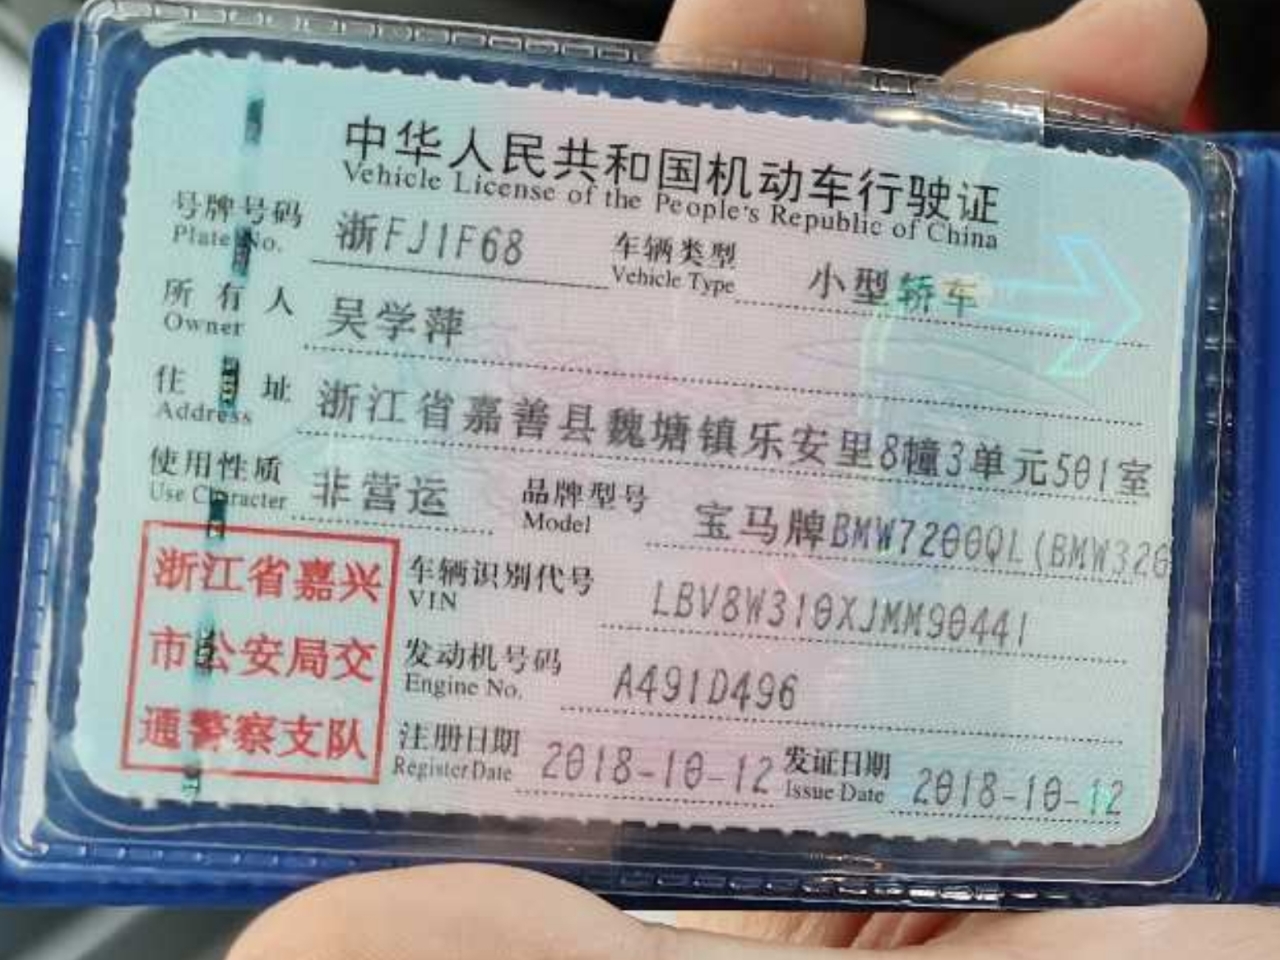 中华人民共和国机动车行驶证
Vehicle License of the People's Republic of China
号牌号码 浙FJ1F68 车辆类型 小型轿车
Plate No. Vehicle Type
所有人 吴学萍
Owner
住址 浙江省嘉善县魏塘镇乐安里8幢3单元501室
Address
使用性质 非营运 品牌型号 宝马牌BMW7200QL(BMW320
Use Character Model
浙江省嘉兴
市公安局交
通警察支队
车辆识别代号 LBV8W310XJMM90441
VIN
发动机号码 A491D496
Engine No.
注册日期 2018-10-12 发证日期 2018-10-12
Register Date Issue Date